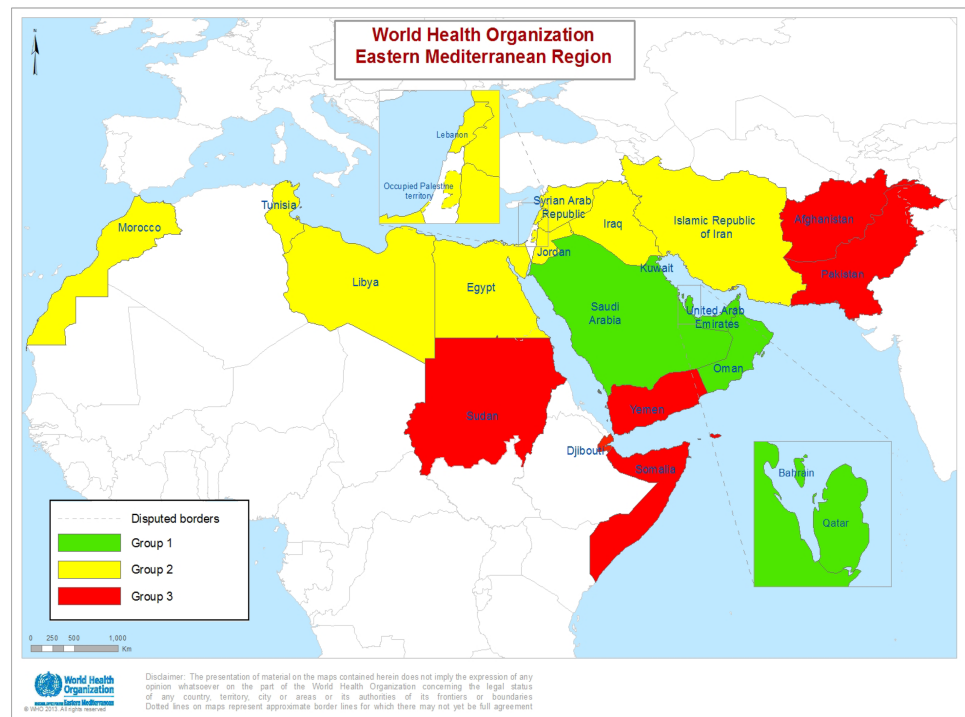 World Health Organization
Eastern Mediterranean Region
N
Lebanon
Occupied Palestine
territory
Tunisia
Morocco
Libya
Egypt
Syrian Arab
Republic
Iraq
Jordan
Islamic Republic
of Iran
Afghanistan
Pakistan
Kuwait
Saudi
Arabia
United Arab
Emirates
Oman
Yemen
Sudan
Djibouti
Somalia
Bahrain
Qatar
Disputed borders
Group 1
Group 2
Group 3
0 250 500 1,000
Km
World Health
Organization
Eastern Mediterranean
© WHO 2013. All rights reserved
Disclaimer: The presentation of material on the maps contained herein does not imply the expression of any
opinion whatsoever on the part of the World Health Organization concerning the legal status
of any country, territory, city or areas or its authorities of its frontiers or boundaries
Dotted lines on maps represent approximate border lines for which there may not yet be full agreement